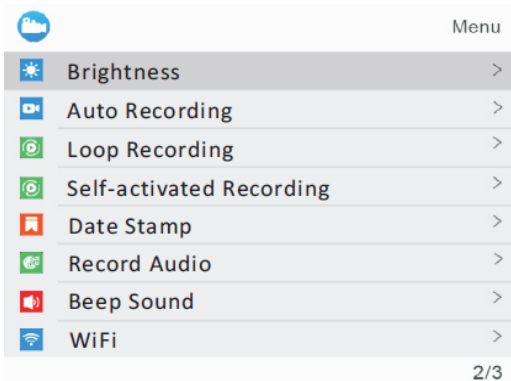 Menu
Brightness >
Auto Recording >
Loop Recording >
Self-activated Recording >
Date Stamp >
Record Audio >
Beep Sound >
WiFi >
2/3